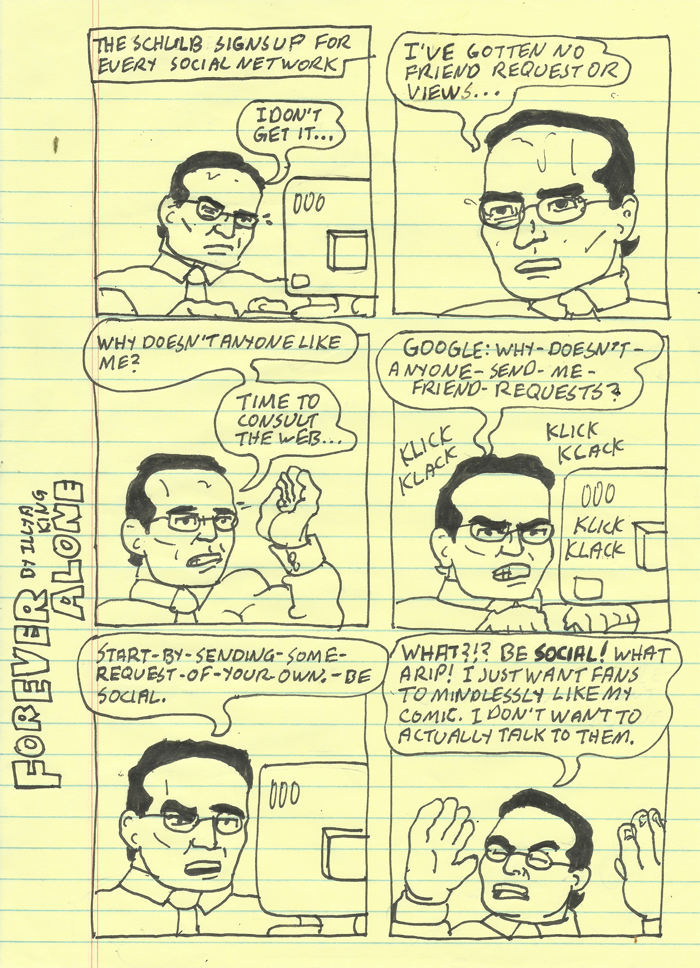 THE SCHLUB SIGNS UP FOR
EVERY SOCIAL NETWORK
I DON'T
GET IT...
I'VE GOTTEN NO
FRIEND REQUEST OR
VIEWS...
WHY DOESN'T ANYONE LIKE
ME?
TIME TO
CONSULT
THE WEB...
GOOGLE: WHY-DOESN'T-
ANYONE-SEND-ME-
FRIEND-REQUESTS?
KLICK
KLACK
KLICK
KLACK
KLICK
KLACK
START-BY-SENDING-SOME-
REQUEST-OF-YOUR-OWN.-BE
SOCIAL.
WHAT?!? BE SOCIAL! WHAT
A RIP! I JUST WANT FANS
TO MINDLESSLY LIKE MY
COMIC. I DON'T WANT TO
ACTUALLY TALK TO THEM.
FOREVER
ALONE
BY ILLYA
KING